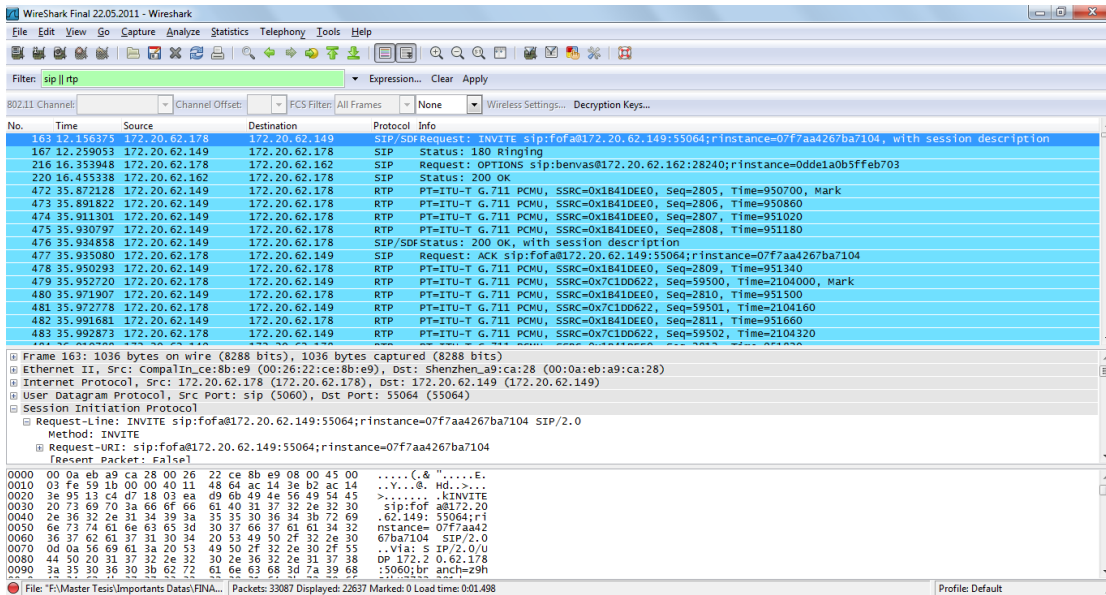 WireShark Final 22.05.2011 - Wireshark
File Edit View Go Capture Analyze Statistics Telephony Tools Help
Filter: sip || rtp Expression... Clear Apply
802.11 Channel: Channel Offset: FCS Filter: All Frames None Wireless Settings... Decryption Keys...
No. Time Source Destination Protocol Info
163 12.156375 172.20.62.178 172.20.62.149 SIP/SDF Request: INVITE sip:fofa@172.20.62.149:55064;rinstance=07f7aa4267ba7104, with session description
167 12.259053 172.20.62.149 172.20.62.178 SIP Status: 180 Ringing
216 16.353948 172.20.62.178 172.20.62.162 SIP Request: OPTIONS sip:benvas@172.20.62.162:28240;rinstance=0dde1a0b5ffeb703
220 16.455338 172.20.62.162 172.20.62.178 SIP Status: 200 OK
472 35.872128 172.20.62.149 172.20.62.178 RTP PT=ITU-T G.711 PCMU, SSRC=0x1B41DEE0, Seq=2805, Time=950700, Mark
473 35.891822 172.20.62.149 172.20.62.178 RTP PT=ITU-T G.711 PCMU, SSRC=0x1B41DEE0, Seq=2806, Time=950860
474 35.911301 172.20.62.149 172.20.62.178 RTP PT=ITU-T G.711 PCMU, SSRC=0x1B41DEE0, Seq=2807, Time=951020
475 35.930797 172.20.62.149 172.20.62.178 RTP PT=ITU-T G.711 PCMU, SSRC=0x1B41DEE0, Seq=2808, Time=951180
476 35.934858 172.20.62.149 172.20.62.178 SIP/SDF Status: 200 OK, with session description
477 35.935080 172.20.62.178 172.20.62.149 SIP Request: ACK sip:fofa@172.20.62.149:55064;rinstance=07f7aa4267ba7104
478 35.950293 172.20.62.149 172.20.62.178 RTP PT=ITU-T G.711 PCMU, SSRC=0x1B41DEE0, Seq=2809, Time=951340
479 35.952720 172.20.62.178 172.20.62.149 RTP PT=ITU-T G.711 PCMU, SSRC=0x7C1DD622, Seq=59500, Time=2104000, Mark
480 35.971907 172.20.62.149 172.20.62.178 RTP PT=ITU-T G.711 PCMU, SSRC=0x1B41DEE0, Seq=2810, Time=951500
481 35.972778 172.20.62.178 172.20.62.149 RTP PT=ITU-T G.711 PCMU, SSRC=0x7C1DD622, Seq=59501, Time=2104160
482 35.991681 172.20.62.149 172.20.62.178 RTP PT=ITU-T G.711 PCMU, SSRC=0x1B41DEE0, Seq=2811, Time=951660
483 35.992873 172.20.62.178 172.20.62.149 RTP PT=ITU-T G.711 PCMU, SSRC=0x7C1DD622, Seq=59502, Time=2104320
Frame 163: 1036 bytes on wire (8288 bits), 1036 bytes captured (8288 bits)
Ethernet II, Src: CompalIn_ce:8b:e9 (00:26:22:ce:8b:e9), Dst: Shenzhen_a9:ca:28 (00:0a:eb:a9:ca:28)
Internet Protocol, Src: 172.20.62.178 (172.20.62.178), Dst: 172.20.62.149 (172.20.62.149)
User Datagram Protocol, Src Port: sip (5060), Dst Port: 55064 (55064)
Session Initiation Protocol
Request-Line: INVITE sip:fofa@172.20.62.149:55064;rinstance=07f7aa4267ba7104 SIP/2.0
Method: INVITE
Request-URI: sip:fofa@172.20.62.149:55064;rinstance=07f7aa4267ba7104
[Resent Packet: False]
0000 00 0a eb a9 ca 28 00 26 22 ce 8b e9 08 00 45 00 .....(.& ".....E.
0010 03 fe 59 1b 00 00 40 11 48 64 ac 14 3e b2 ac 14 ..Y...@. Hd..>...
0020 3e 95 13 c4 d7 18 03 ea d9 6b 49 4e 56 49 54 45 >....... .kINVITE
0030 20 73 69 70 3a 66 6f 66 61 40 31 37 32 2e 32 30 sip:fof a@172.20
0040 2e 36 32 2e 31 34 39 3a 35 35 30 36 34 3b 72 69 .62.149: 55064;ri
0050 6e 73 74 61 6e 63 65 3d 30 37 66 37 61 61 34 32 nstance= 07f7aa42
0060 36 37 62 61 37 31 30 34 20 53 49 50 2f 32 2e 30 67ba7104 SIP/2.0
0070 0d 0a 56 69 61 3a 20 53 49 50 2f 32 2e 30 2f 55 ..Via: S IP/2.0/U
0080 44 50 20 31 37 32 2e 32 30 2e 36 32 2e 31 37 38 DP 172.2 0.62.178
0090 3a 35 30 36 30 3b 62 72 61 6e 63 68 3d 7a 39 68 :5060;br anch=z9h
File: "F:\Master Tesis\Importants Datas\FINA... Packets: 33087 Displayed: 22637 Marked: 0 Load time: 0:01.498 Profile: Default